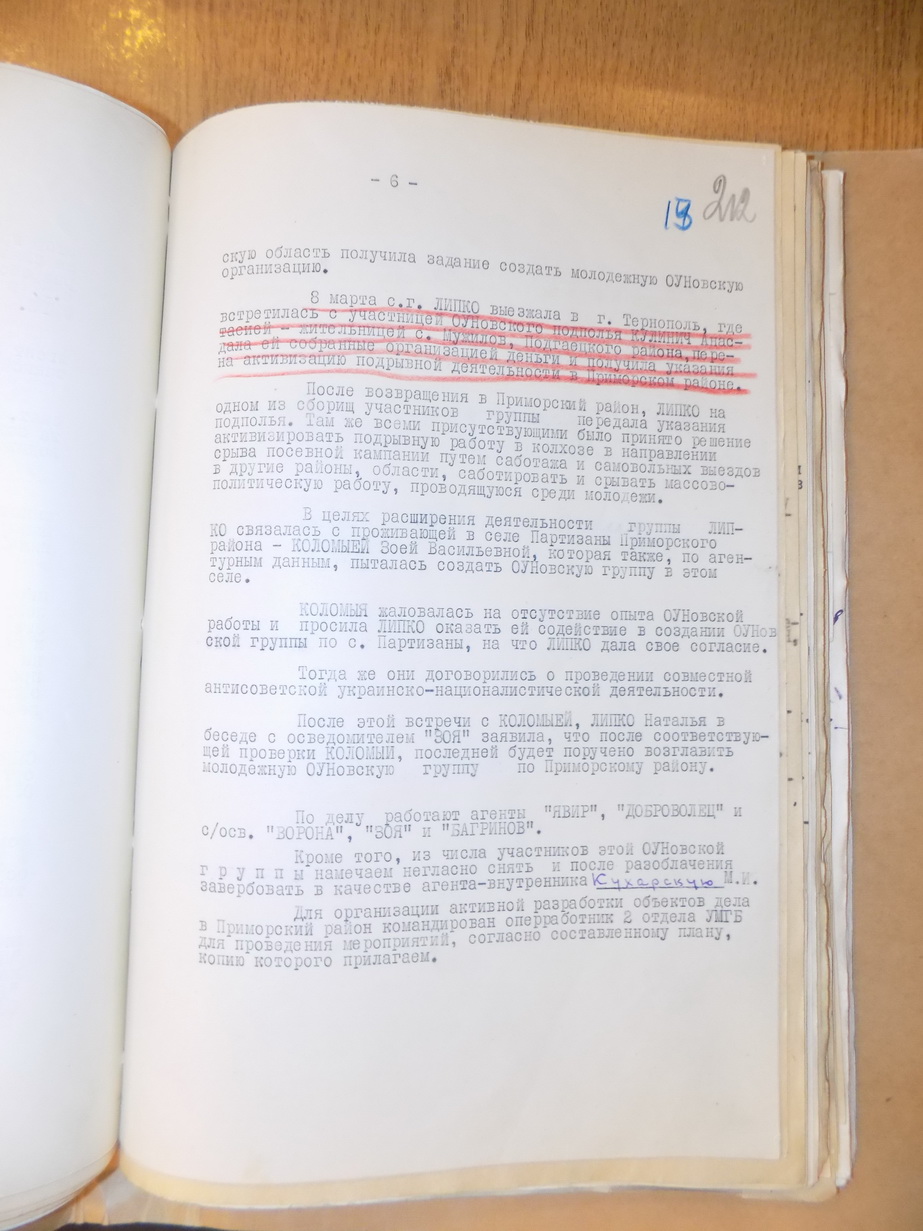 - 6 -
212
скую область получила задание создать молодежную ОУНовскую
организацию.
8 марта с.г. ЛИПКО выезжала в г. Тернополь, где
встретилась с участницей ОУНовского подполья КУЛИНИЧ Анас-
тасией - жительницей с. Мужилов, Подгаецкого района, пере-
дала ей собранные организацией деньги и получила указания
на активизацию подрывной деятельности в Приморском районе.
После возвращения в Приморский район, ЛИПКО на
одном из сборищ участников группы передала указания
подполья. Там же всеми присутствующими было принято решение
активизировать подрывную работу в колхозе в направлении
срыва посевной кампании путем саботажа и самовольных выездов
в другие районы, области, саботировать и срывать массово-
политическую работу, проводящуюся среди молодежи.
В целях расширения деятельности группы ЛИП-
КО связалась с проживающей в селе Партизаны Приморского
района - КОЛОМЫЕЙ Зоей Васильевной, которая также, по аген-
турным данным, пыталась создать ОУНовскую группу в этом
селе.
КОЛОМЫЯ жаловалась на отсутствие опыта ОУНовской
работы и просила ЛИПКО оказать ей содействие в создании ОУНов
ской группы по с. Партизаны, на что ЛИПКО дала свое согласие.
Тогда же они договорились о проведении совместной
антисоветской украинско-националистической деятельности.
После этой встречи с КОЛОМЫЕЙ, ЛИПКО Наталья в
беседе с осведомителем "ЗОЯ" заявила, что после соответствую-
щей проверки КОЛОМЫИ, последней будет поручено возглавить
молодежную ОУНовскую группу по Приморскому району.
По делу работают агенты "ЯВИР", "ДОБРОВОЛЕЦ" и
с/осв. "ВОРОНА", "ЗОЯ" и "БАГРИНОВ".
Кроме того, из числа участников этой ОУНовской
г р у п п ы намечаем негласно снять и после разоблачения
завербовать в качестве агента-внутренника Кухарскую М.И.
Для организации активной разработки объектов дела
в Приморский район командирован оперработник 2 отдела УМГБ
для проведения мероприятий, согласно составленному плану,
копию которого прилагаем.